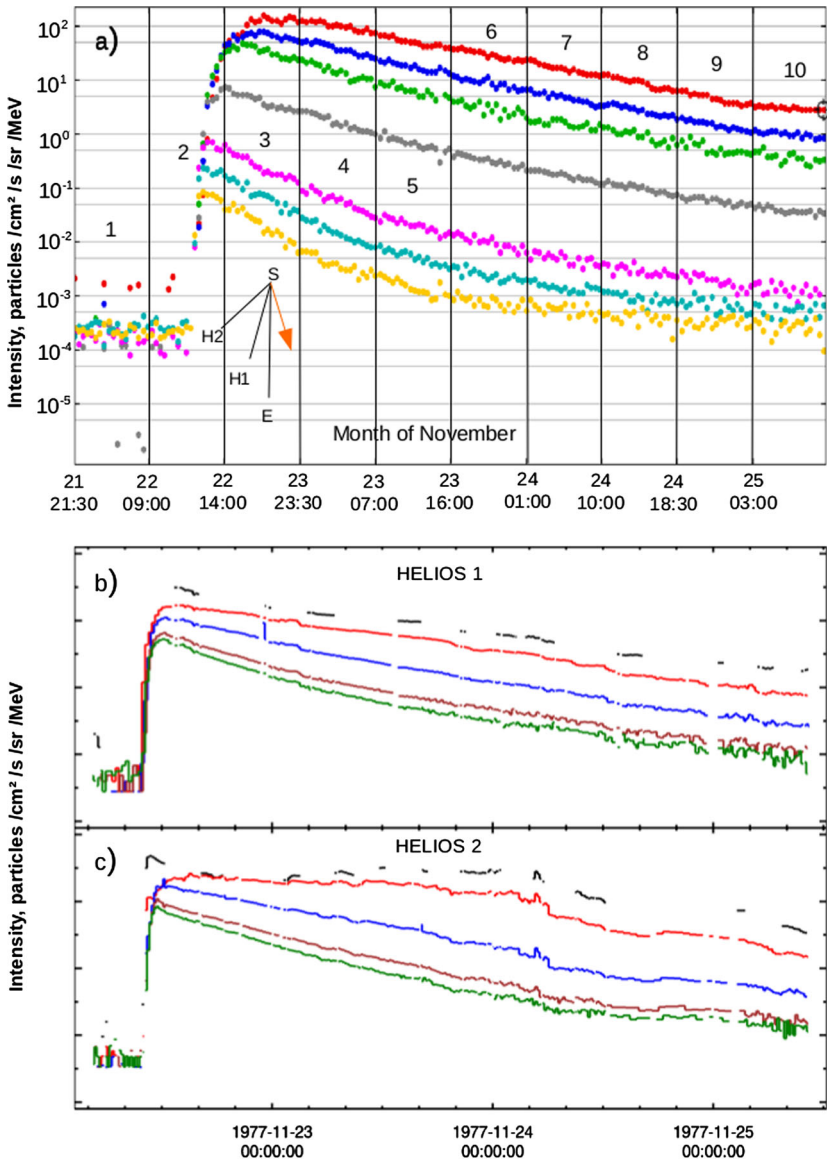 a)
10²
10¹
10⁰
10⁻¹
10⁻²
10⁻³
10⁻⁴
10⁻⁵
Intensity, particles /cm² /s /sr /MeV
1
2
3
4
5
6
7
8
9
10
S
H2
H1
E
Month of November
21 22 22 23 23 23 24 24 24 25
21:30 09:00 14:00 23:30 07:00 16:00 01:00 10:00 18:30 03:00
b)
HELIOS 1
c)
HELIOS 2
Intensity, particles /cm² /s /sr /MeV
1977-11-23 1977-11-24 1977-11-25
00:00:00 00:00:00 00:00:00